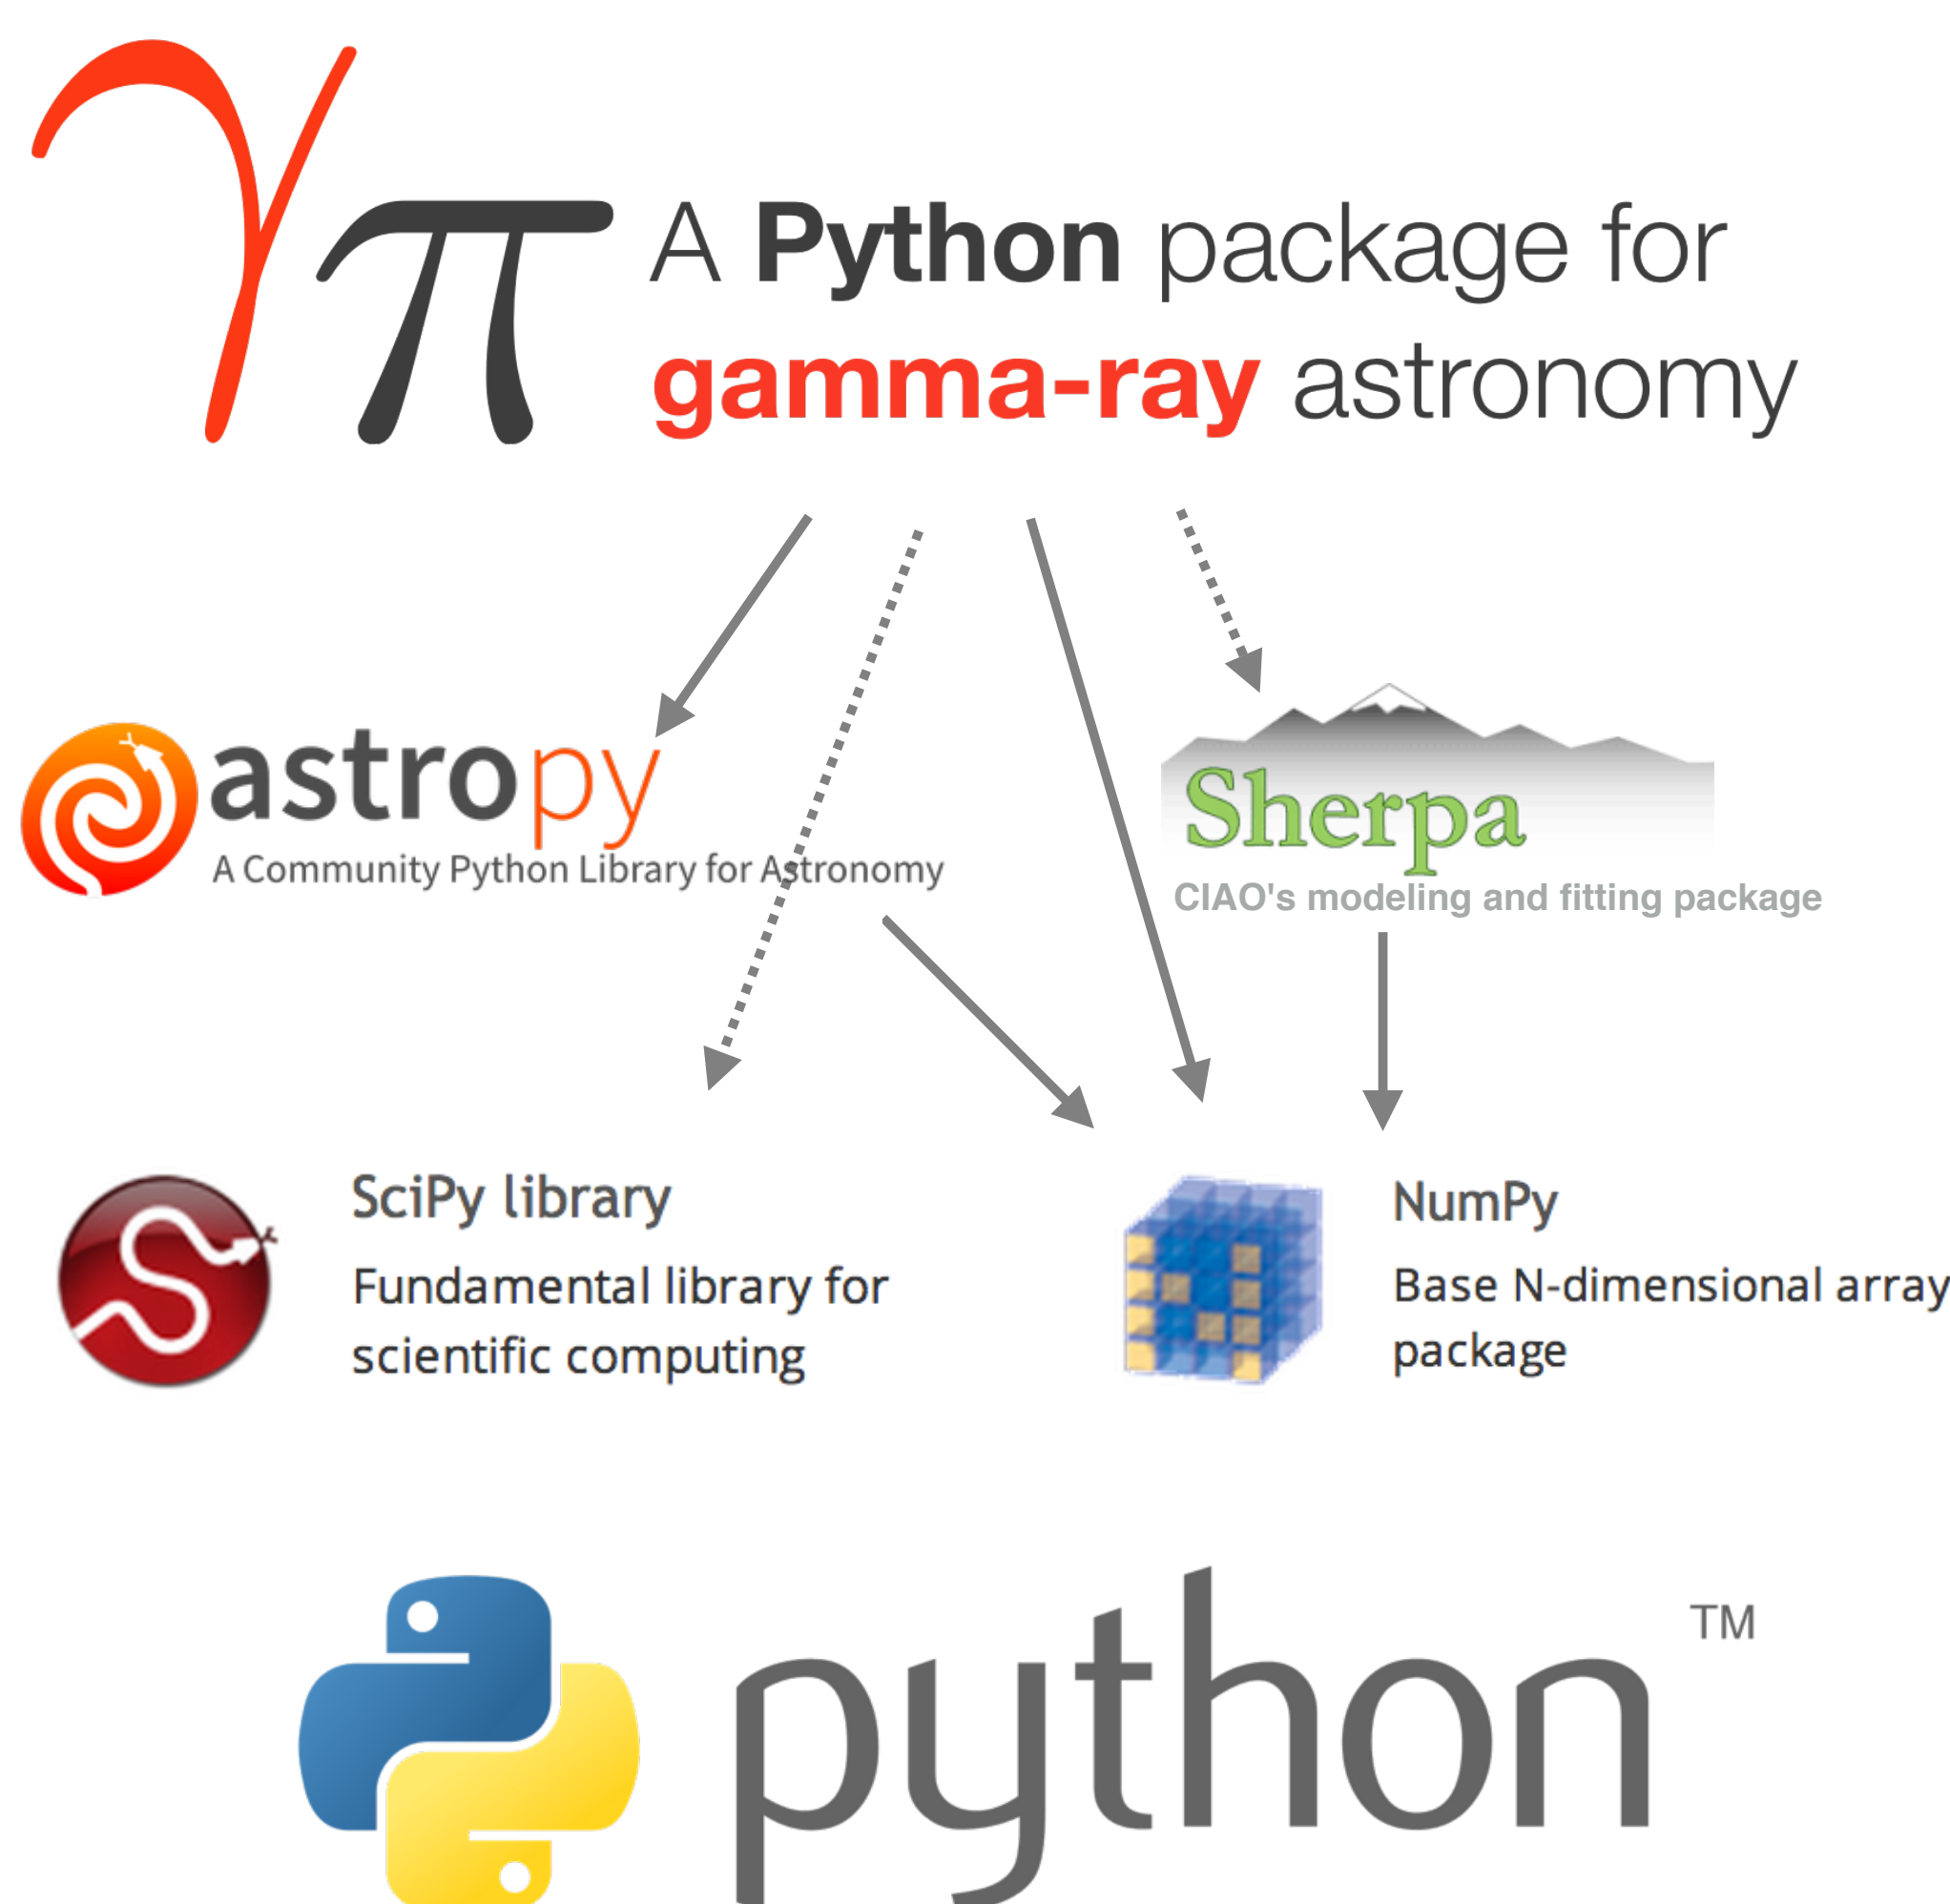 γπ
A Python package for
gamma-ray astronomy
astropy
A Community Python Library for Astronomy
Sherpa
CIAO's modeling and fitting package
SciPy library
Fundamental library for
scientific computing
NumPy
Base N-dimensional array
package
python TM